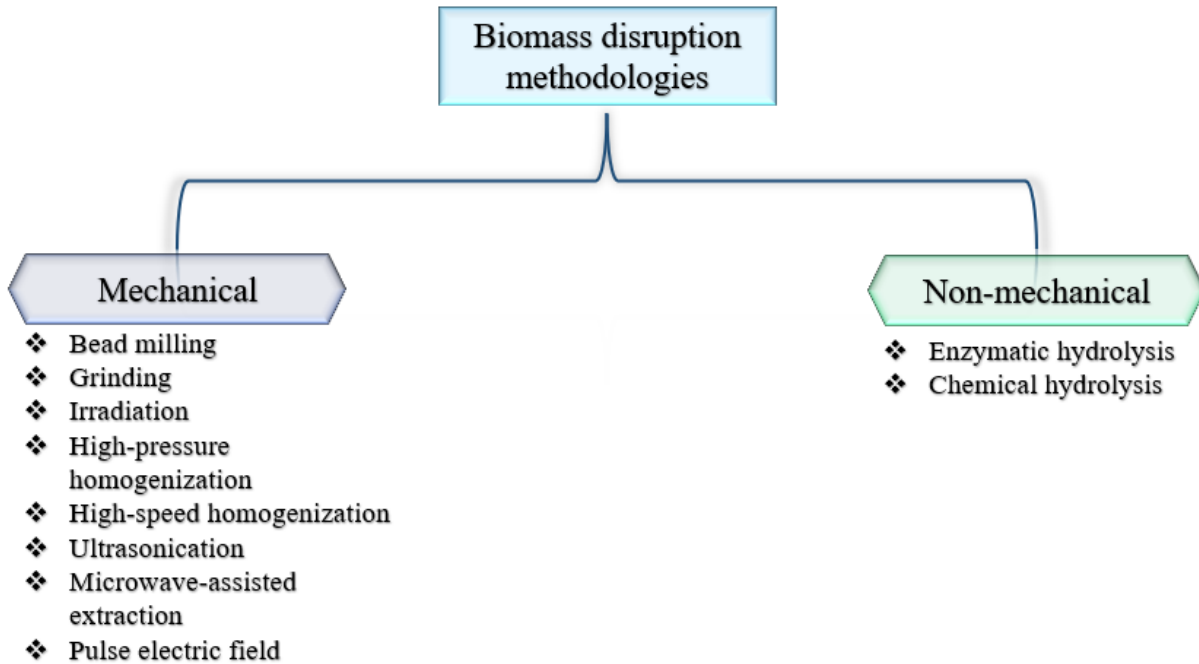 Biomass disruption
methodologies
Mechanical
❖ Bead milling
❖ Grinding
❖ Irradiation
❖ High-pressure
homogenization
❖ High-speed homogenization
❖ Ultrasonication
❖ Microwave-assisted
extraction
❖ Pulse electric field
Non-mechanical
❖ Enzymatic hydrolysis
❖ Chemical hydrolysis